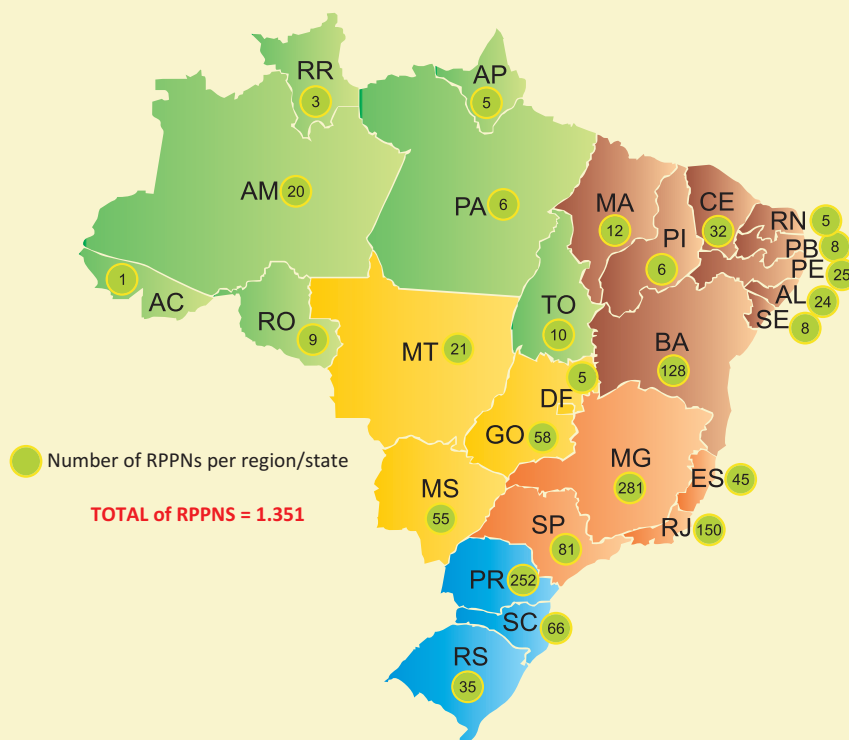 RR
3
AP
5
AM 20
PA 6
MA
12
PI
6
CE
32
RN 5
PB 8
PE 25
AL 24
SE 8
1
AC
RO
9
TO
10
MT 21
BA
128
5
DF
GO 58
Number of RPPNs per region/state
TOTAL of RPPNS = 1.351
MG
281
ES 45
MS
55
SP
81
RJ 150
PR 252
SC 66
RS
35